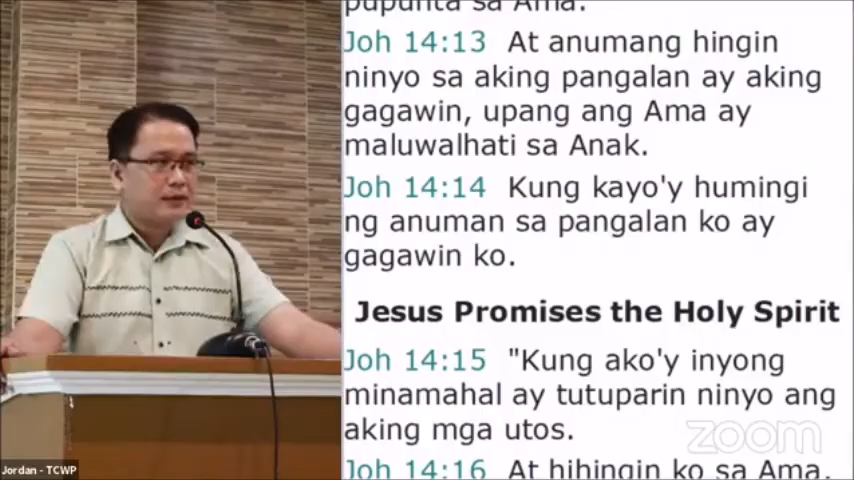 pupunta sa Ama.
Joh 14:13 At anumang hingin
ninyo sa aking pangalan ay aking
gagawin, upang ang Ama ay
maluwalhati sa Anak.
Joh 14:14 Kung kayo'y humingi
ng anuman sa pangalan ko ay
gagawin ko.
Jesus Promises the Holy Spirit
Joh 14:15 "Kung ako'y inyong
minamahal ay tutuparin ninyo ang
aking mga utos.
Joh 14:16 At hihingin ko sa Ama,
zoom
Jordan - TCWP